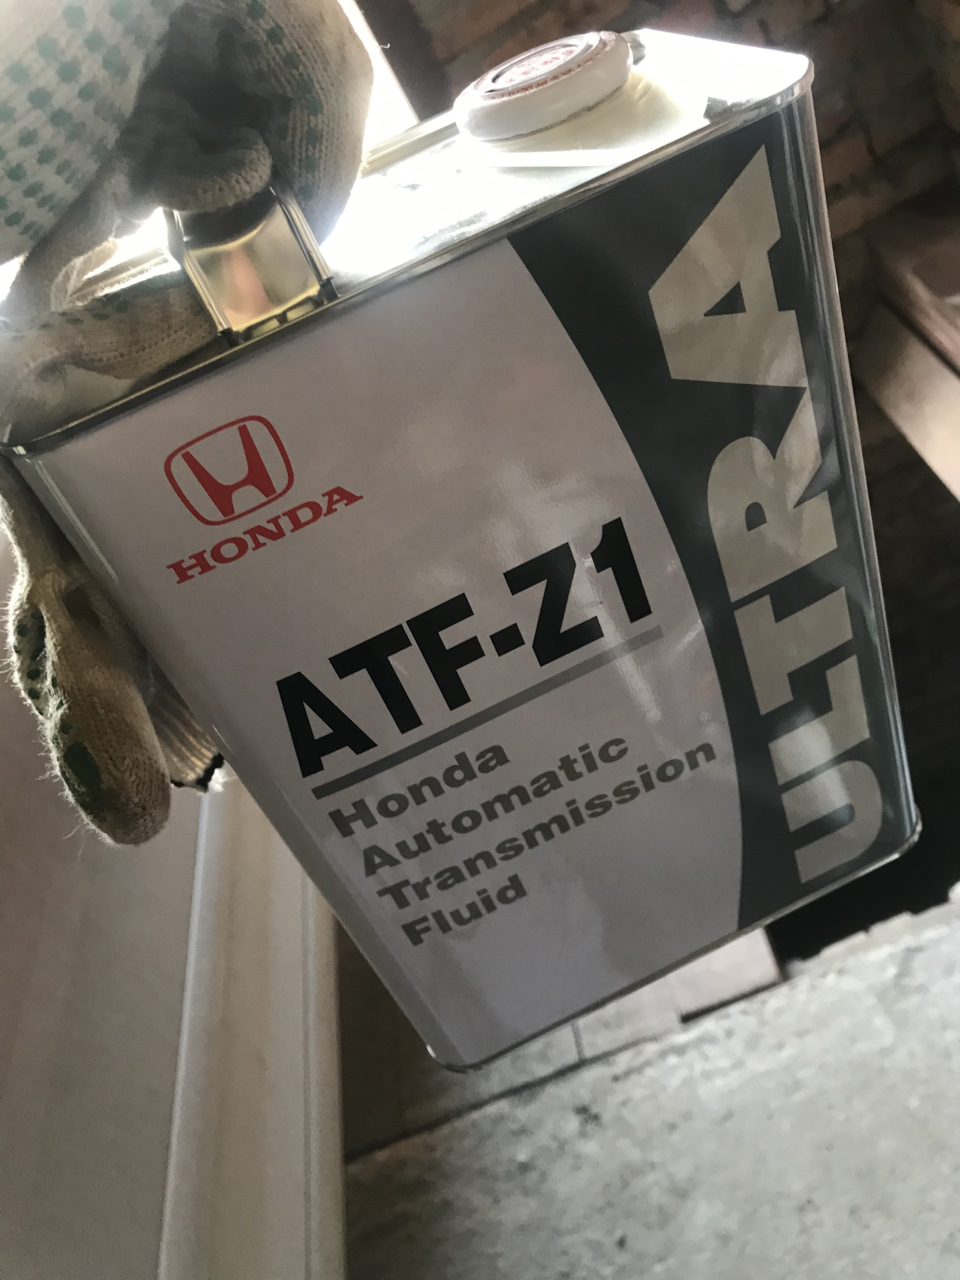 HONDA
ATF-Z1
Honda
Automatic
Transmission
Fluid
ULTRA